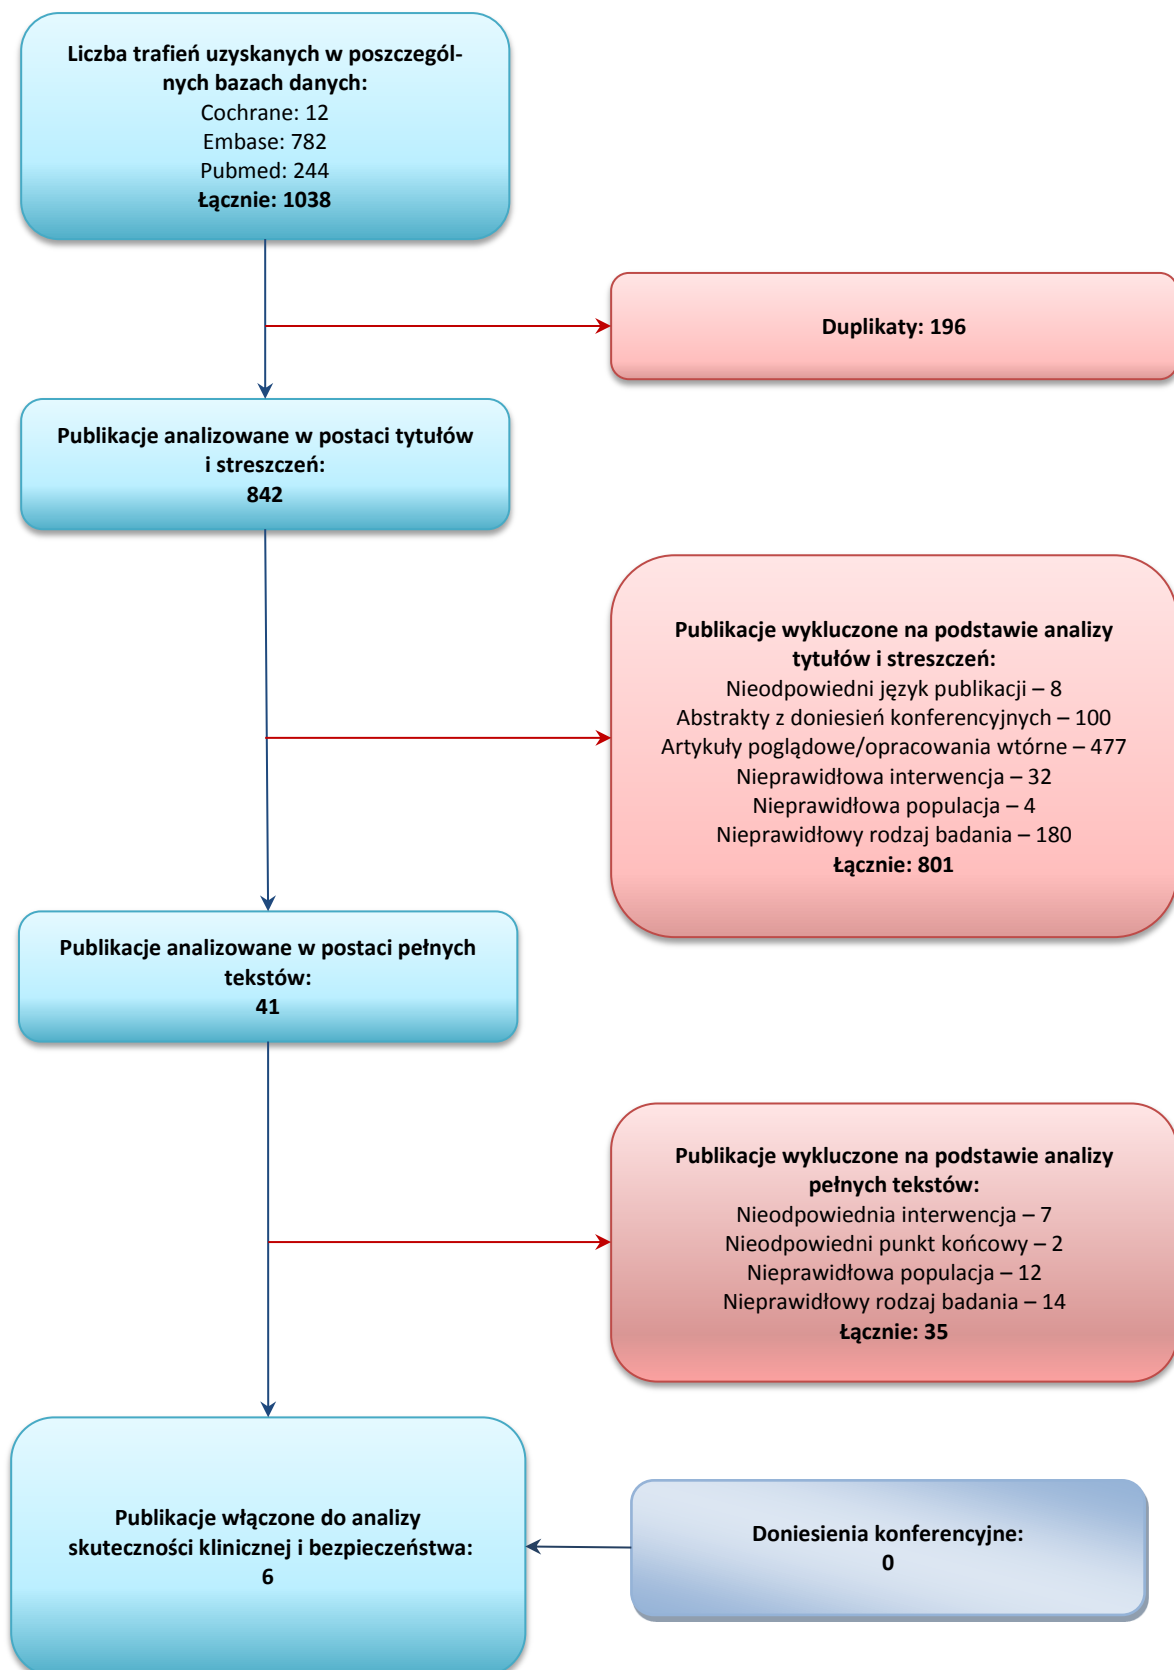 Liczba trafień uzyskanych w poszczegól-
nych bazach danych:
Cochrane: 12
Embase: 782
Pubmed: 244
Łącznie: 1038
Duplikaty: 196
Publikacje analizowane w postaci tytułów
i streszczeń:
842
Publikacje wykluczone na podstawie analizy
tytułów i streszczeń:
Nieodpowiedni język publikacji – 8
Abstrakty z doniesień konferencyjnych – 100
Artykuły poglądowe/opracowania wtórne – 477
Nieprawidłowa interwencja – 32
Nieprawidłowa populacja – 4
Nieprawidłowy rodzaj badania – 180
Łącznie: 801
Publikacje analizowane w postaci pełnych
tekstów:
41
Publikacje wykluczone na podstawie analizy
pełnych tekstów:
Nieodpowiednia interwencja – 7
Nieodpowiedni punkt końcowy – 2
Nieprawidłowa populacja – 12
Nieprawidłowy rodzaj badania – 14
Łącznie: 35
Publikacje włączone do analizy
skuteczności klinicznej i bezpieczeństwa:
6
Doniesienia konferencyjne:
0